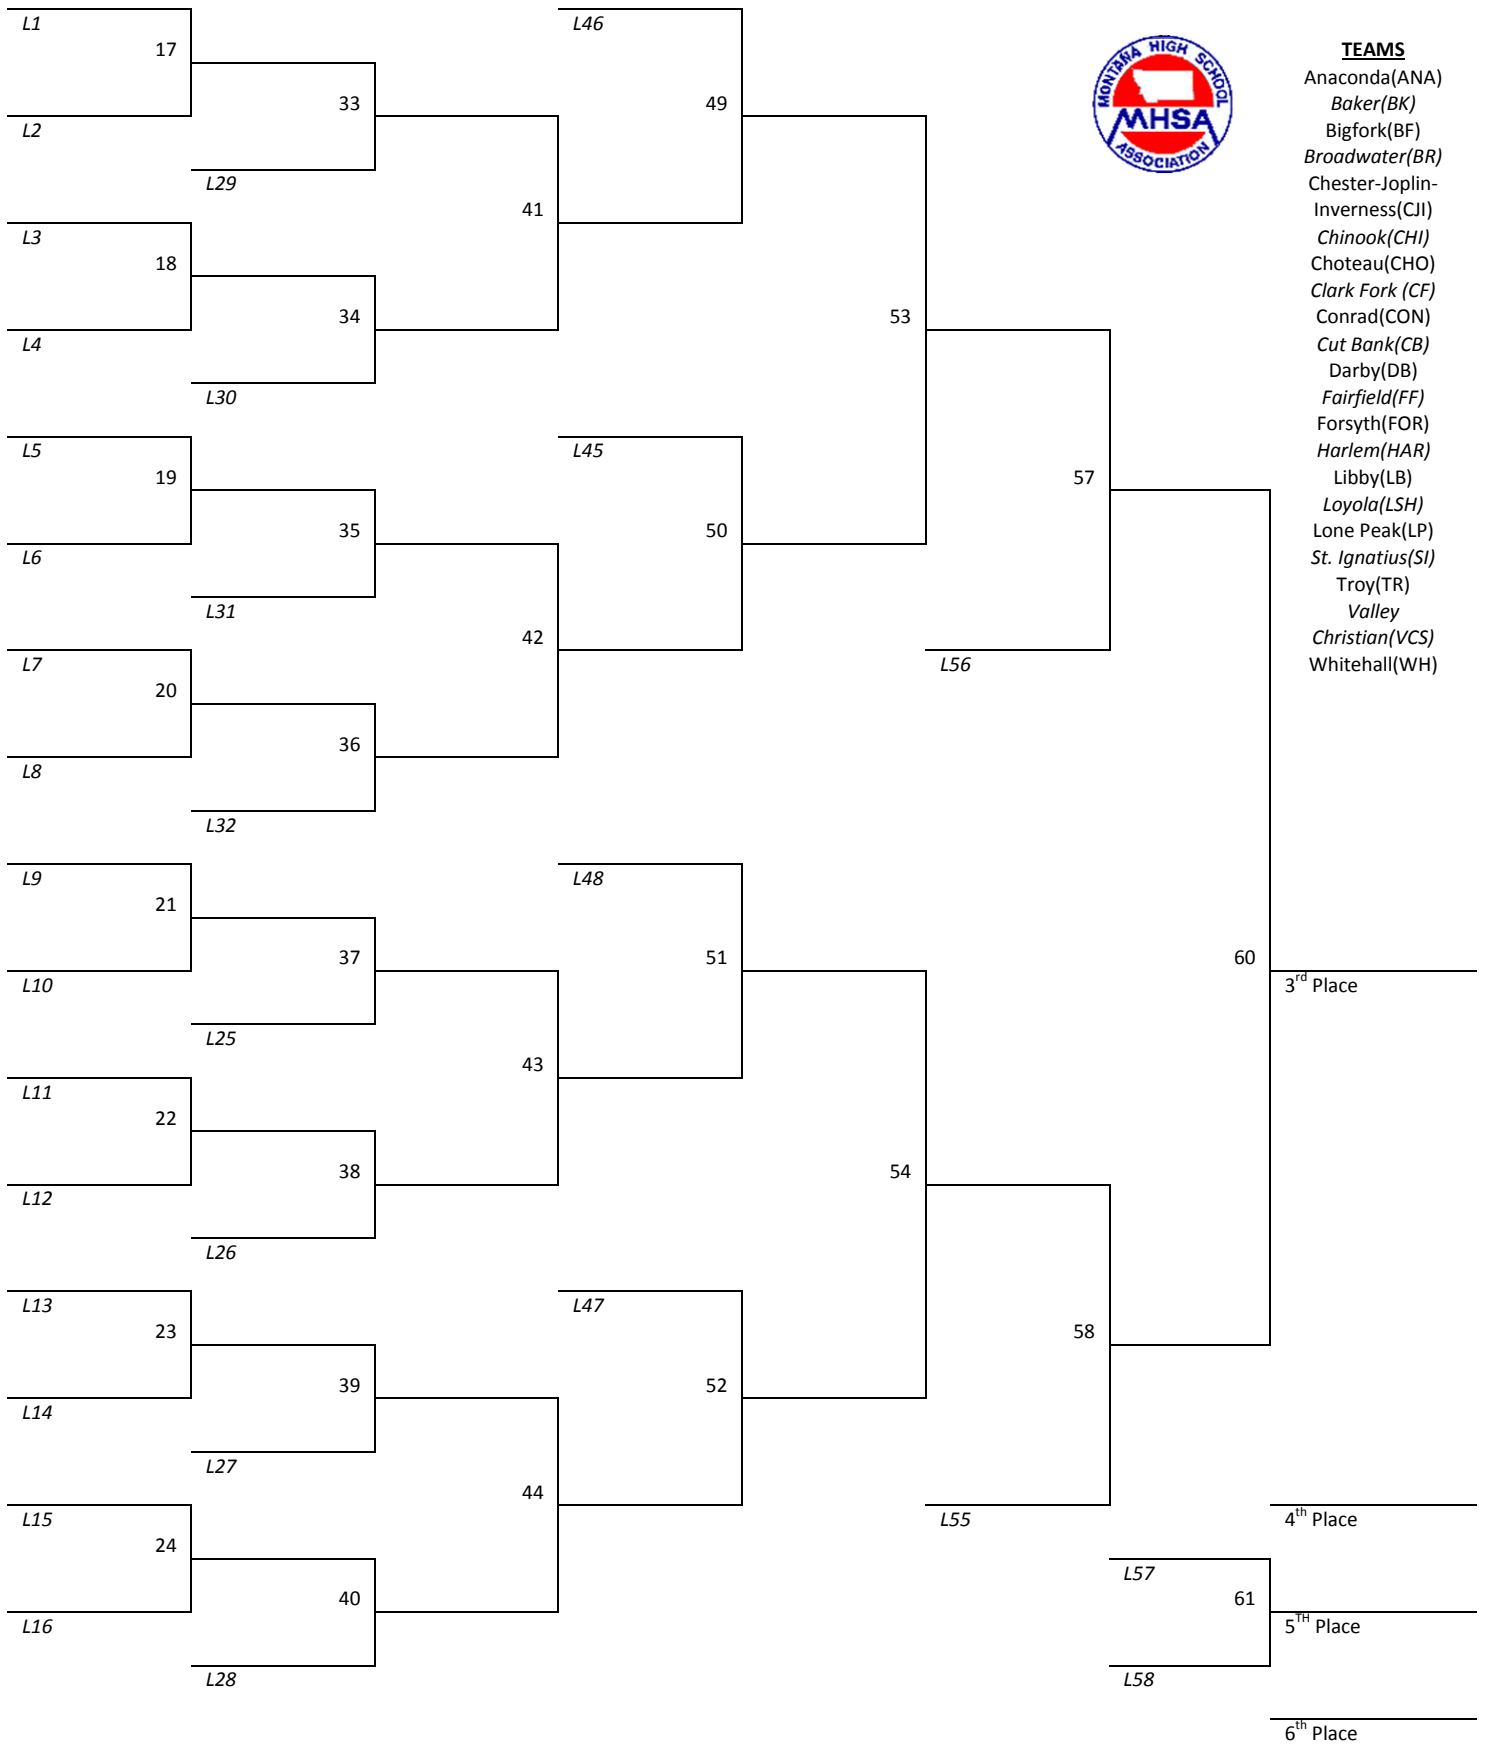 L1
17
33
L2
L29
L3
18
34
L4
L30
41
L46
49
L5
19
35
L6
L31
L7
20
36
L8
L32
42
L45
50
53
L56
57
L9
21
37
L10
L25
L11
22
38
L12
L26
43
L48
51
L13
23
39
L14
L27
L15
24
40
L16
L28
44
L47
52
54
L55
58
60
3rd Place
4th Place
L57
61
L58
5TH Place
6th Place
MONTANA HIGH SCHOOL
MHSA
ASSOCIATION
TEAMS
Anaconda(ANA)
Baker(BK)
Bigfork(BF)
Broadwater(BR)
Chester-Joplin-
Inverness(CJI)
Chinook(CHI)
Choteau(CHO)
Clark Fork (CF)
Conrad(CON)
Cut Bank(CB)
Darby(DB)
Fairfield(FF)
Forsyth(FOR)
Harlem(HAR)
Libby(LB)
Loyola(LSH)
Lone Peak(LP)
St. Ignatius(SI)
Troy(TR)
Valley
Christian(VCS)
Whitehall(WH)